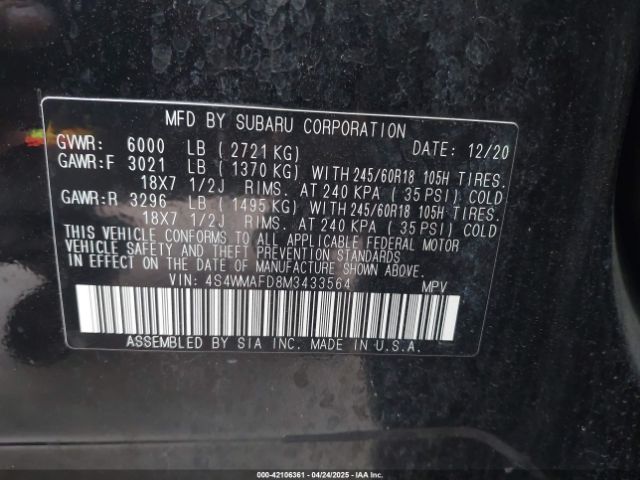 MFD BY SUBARU CORPORATION
GVWR: 6000 LB ( 2721 KG) DATE: 12/20
GAWR:F 3021 LB ( 1370 KG) WITH 245/60R18 105H TIRES.
18X7 1/2J RIMS. AT 240 KPA ( 35 PSI) COLD
GAWR:R 3296 LB ( 1495 KG) WITH 245/60R18 105H TIRES.
18X7 1/2J RIMS. AT 240 KPA ( 35 PSI) COLD
THIS VEHICLE CONFORMS TO ALL APPLICABLE FEDERAL MOTOR
VEHICLE SAFETY AND THEFT PREVENTION STANDARDS
IN EFFECT ON THE DATE OF MANUFACTURE SHOWN ABOVE.
VIN: 4S4WMAFD8M3433564 MPV
ASSEMBLED BY SIA INC. MADE IN U.S.A.
000-42106361 - 04/24/2025 - IAA Inc.